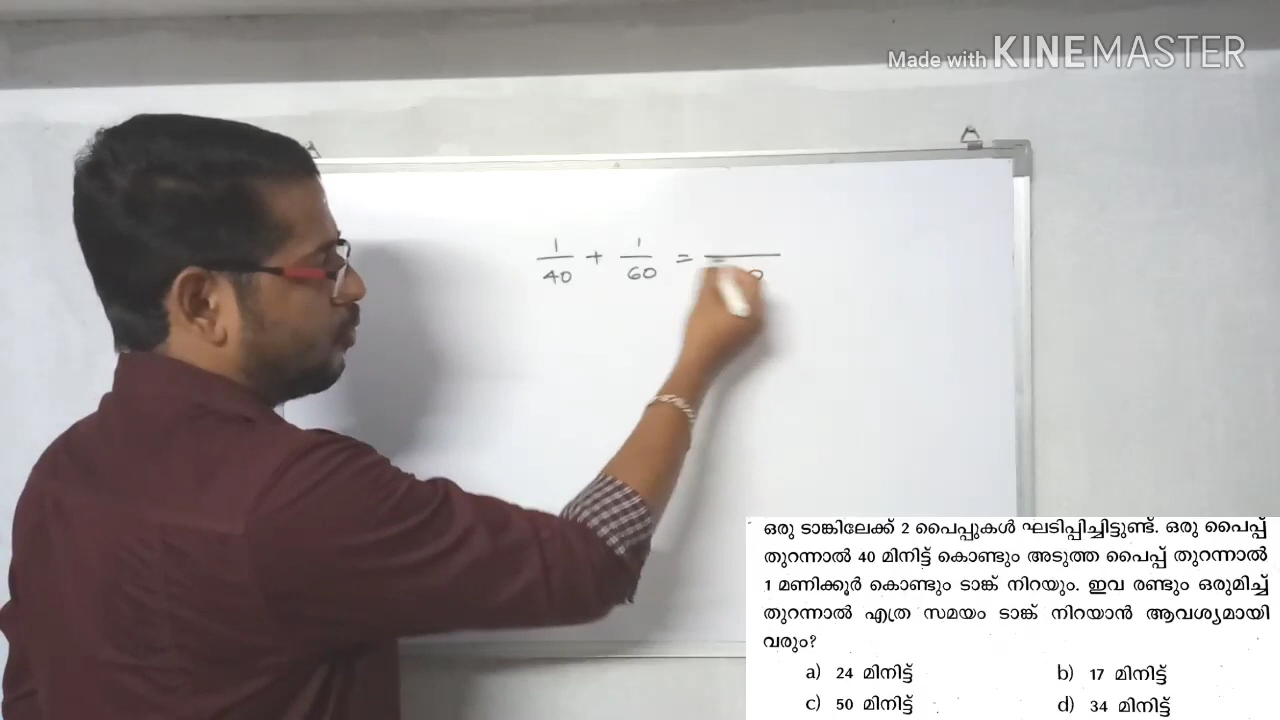 Made with KINEMASTER
1/40 + 1/60 =
ഒരു ടാങ്കിലേക്ക് 2 പൈപ്പുകൾ ഘടിപ്പിച്ചിട്ടുണ്ട്. ഒരു പൈപ്പ്
തുറന്നാൽ 40 മിനിട്ട് കൊണ്ടും അടുത്ത പൈപ്പ് തുറന്നാൽ
1 മണിക്കൂർ കൊണ്ടും ടാങ്ക് നിറയും. ഇവ രണ്ടും ഒരുമിച്ച്
തുറന്നാൽ എത്ര സമയം ടാങ്ക് നിറയാൻ ആവശ്യമായി
വരും?
a) 24 മിനിട്ട് b) 17 മിനിട്ട്
c) 50 മിനിട്ട് d) 34 മിനിട്ട്